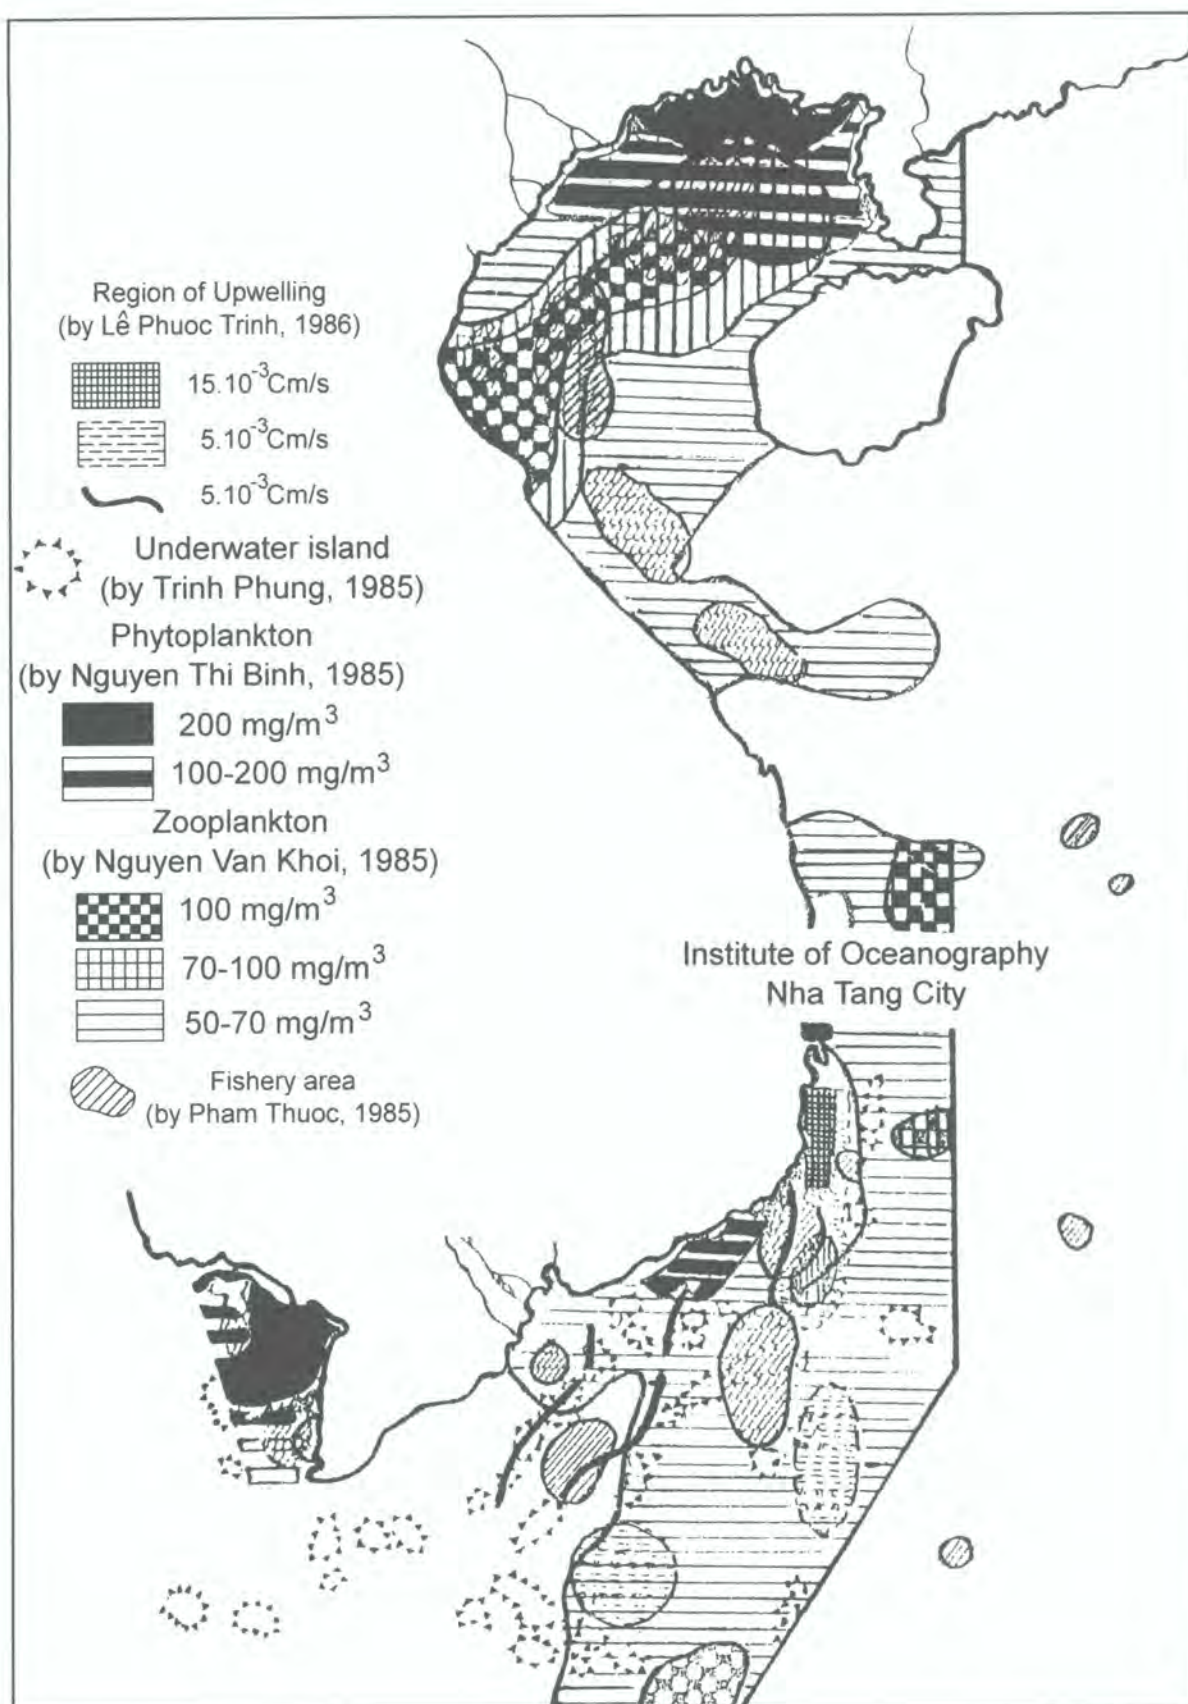 Region of Upwelling
(by Lê Phuoc Trinh, 1986)
15.10⁻³Cm/s
5.10⁻³Cm/s
5.10⁻³Cm/s
Underwater island
(by Trinh Phung, 1985)
Phytoplankton
(by Nguyen Thi Binh, 1985)
200 mg/m³
100-200 mg/m³
Zooplankton
(by Nguyen Van Khoi, 1985)
100 mg/m³
70-100 mg/m³
50-70 mg/m³
Fishery area
(by Pham Thuoc, 1985)
Institute of Oceanography
Nha Tang City